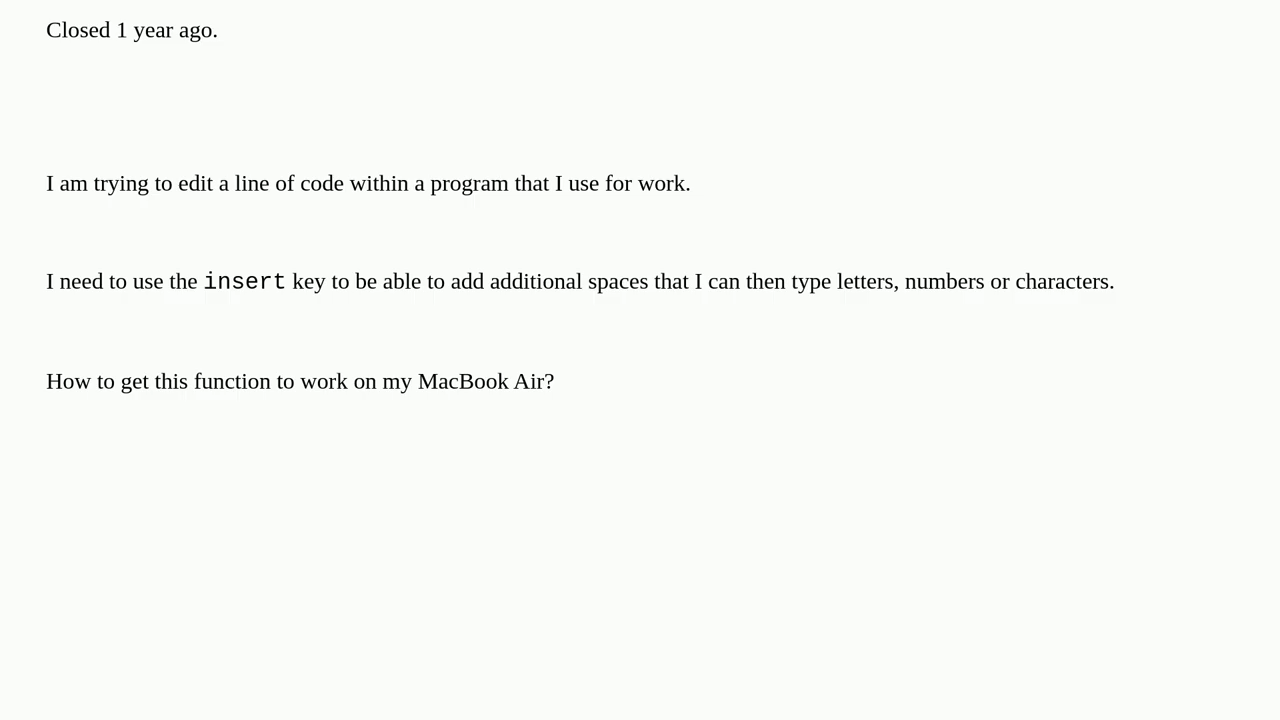 Closed 1 year ago.
I am trying to edit a line of code within a program that I use for work.
I need to use the insert key to be able to add additional spaces that I can then type letters, numbers or characters.
How to get this function to work on my MacBook Air?